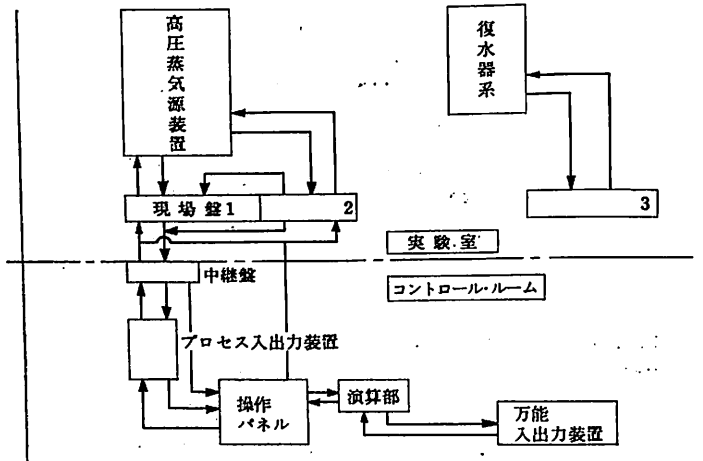 高圧蒸気源装置
復水器系
現場盤1
2
3
実験室
中継盤
コントロール・ルーム
プロセス入出力装置
操作
パネル
演算部
万能
入出力装置